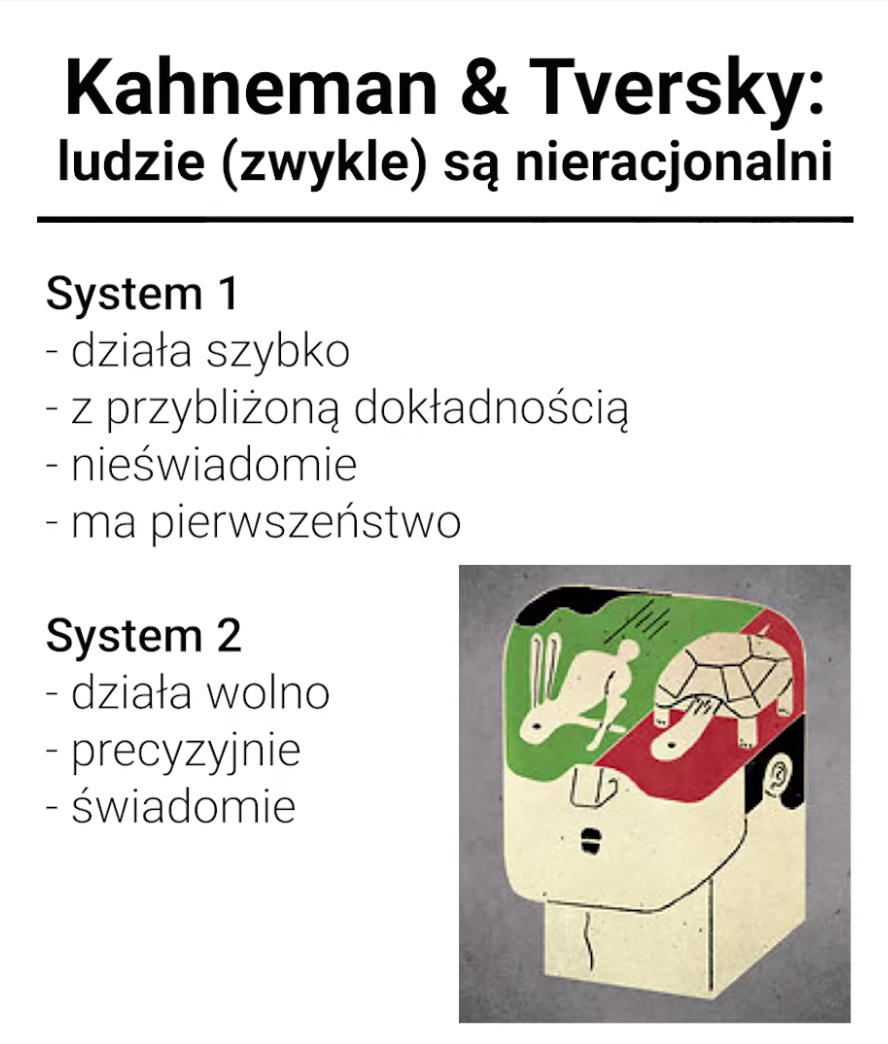 Kahneman & Tversky:
ludzie (zwykle) są nieracjonalni
System 1
- działa szybko
- z przybliżoną dokładnością
- nieświadomie
- ma pierwszeństwo
System 2
- działa wolno
- precyzyjnie
- świadomie